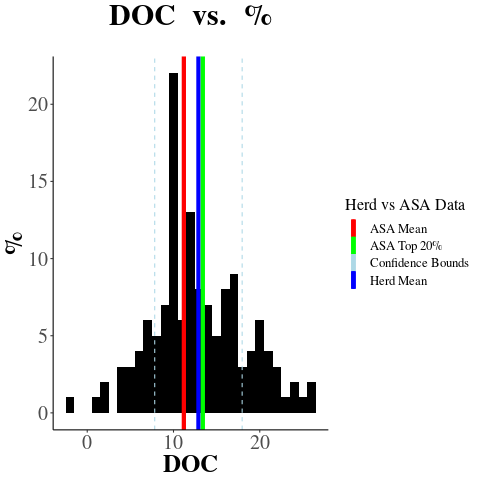 DOC vs. %
20
15
10
5
0
%
0 10 20
DOC
Herd vs ASA Data
ASA Mean
ASA Top 20%
Confidence Bounds
Herd Mean